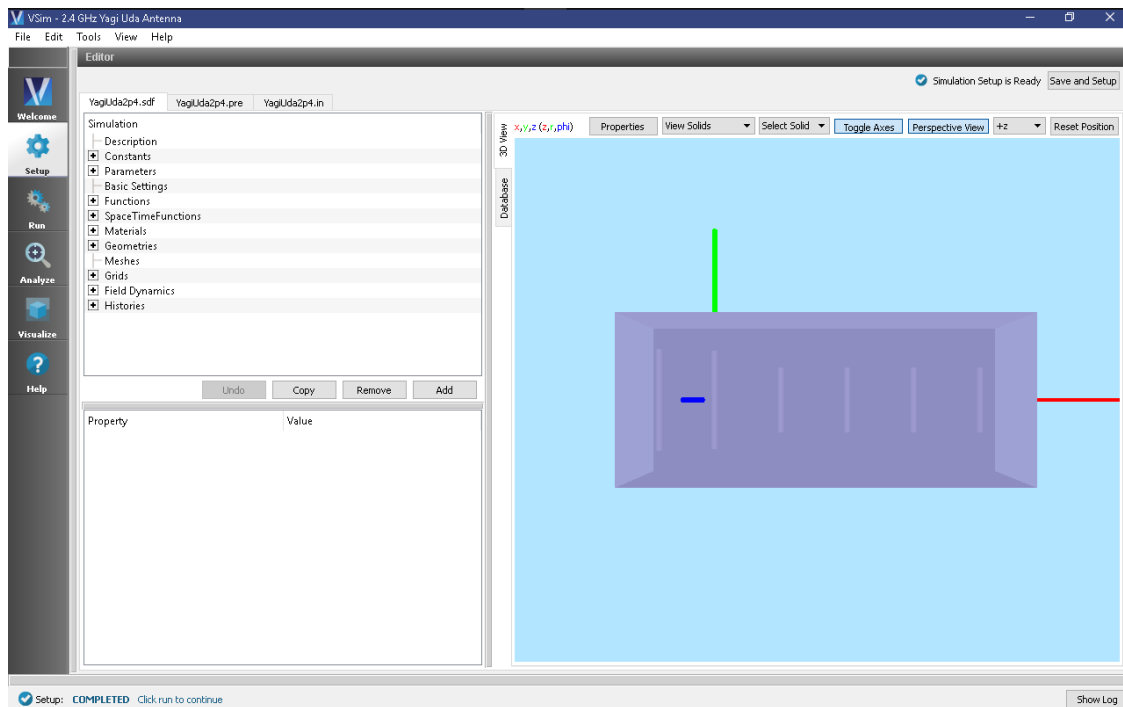 VSim - 2.4 GHz Yagi Uda Antenna
File Edit Tools View Help
Editor
Simulation Setup is Ready Save and Setup
Welcome
Setup
Run
Analyze
Visualize
Help
YagiUda2p4.sdf YagiUda2p4.pre YagiUda2p4.in
Simulation
Description
Constants
Parameters
Basic Settings
Functions
SpaceTimeFunctions
Materials
Geometries
Meshes
Grids
Field Dynamics
Histories
Undo Copy Remove Add
Property Value
3D View
Database
x,y,z (z,r,phi) Properties View Solids Select Solid Toggle Axes Perspective View +z Reset Position
Setup: COMPLETED Click run to continue
Show Log